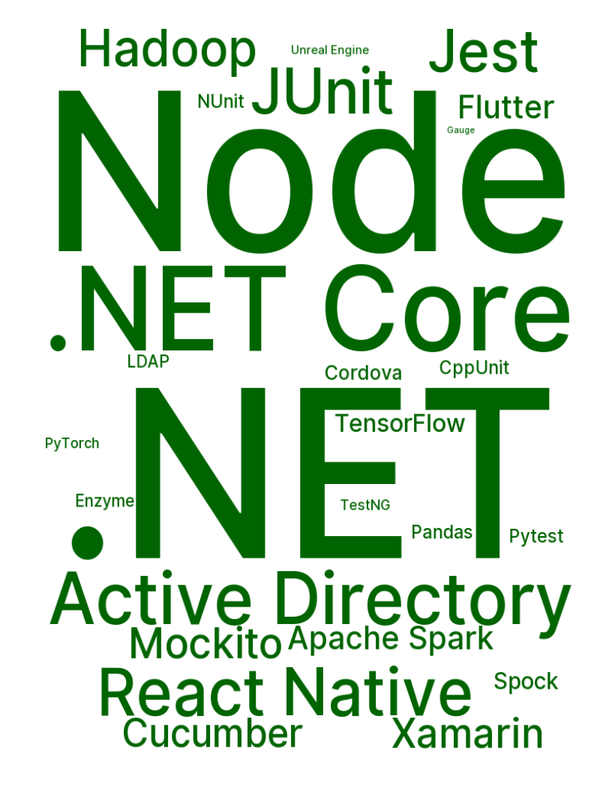 Hadoop
Unreal Engine
Jest
JUnit
NUnit
Flutter
Gauge
Node
.NET Core
LDAP
Cordova
CppUnit
.NET
TensorFlow
PyTorch
Enzyme
TestNG
Pandas
Pytest
Active Directory
Mockito
Apache Spark
React Native
Spock
Cucumber
Xamarin